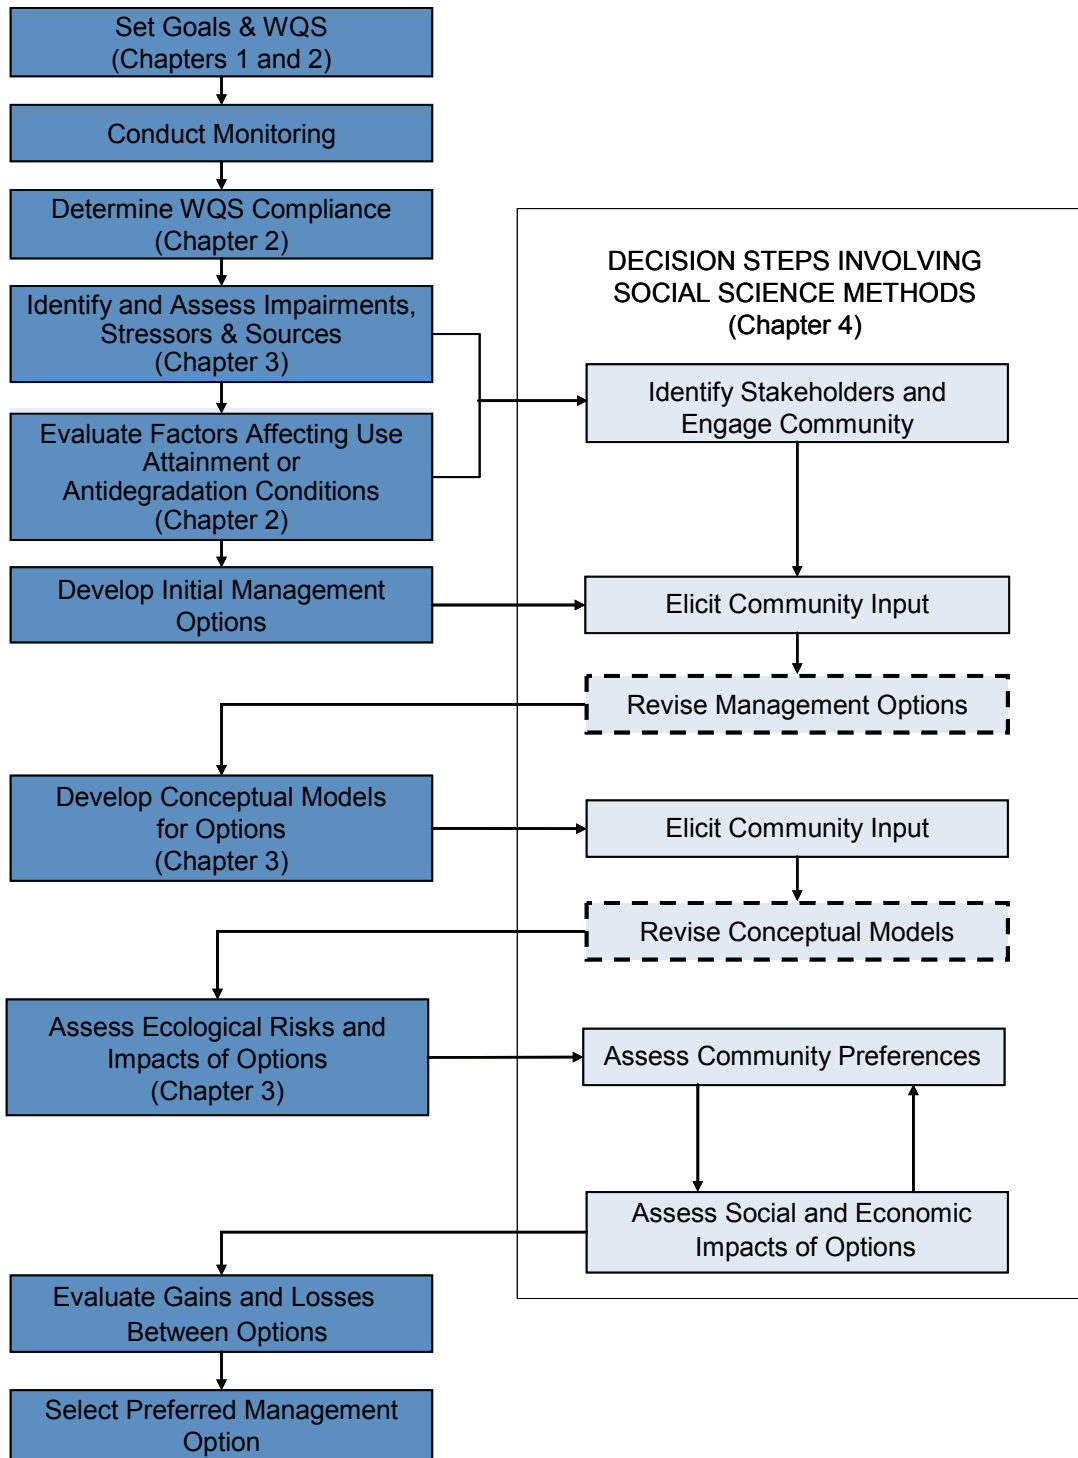 Set Goals & WQS
(Chapters 1 and 2)
Conduct Monitoring
Determine WQS Compliance
(Chapter 2)
Identify and Assess Impairments,
Stressors & Sources
(Chapter 3)
Evaluate Factors Affecting Use
Attainment or
Antidegradation Conditions
(Chapter 2)
Develop Initial Management
Options
DECISION STEPS INVOLVING
SOCIAL SCIENCE METHODS
(Chapter 4)
Identify Stakeholders and
Engage Community
Elicit Community Input
Revise Management Options
Develop Conceptual Models
for Options
(Chapter 3)
Elicit Community Input
Revise Conceptual Models
Assess Ecological Risks and
Impacts of Options
(Chapter 3)
Assess Community Preferences
Assess Social and Economic
Impacts of Options
Evaluate Gains and Losses
Between Options
Select Preferred Management
Option